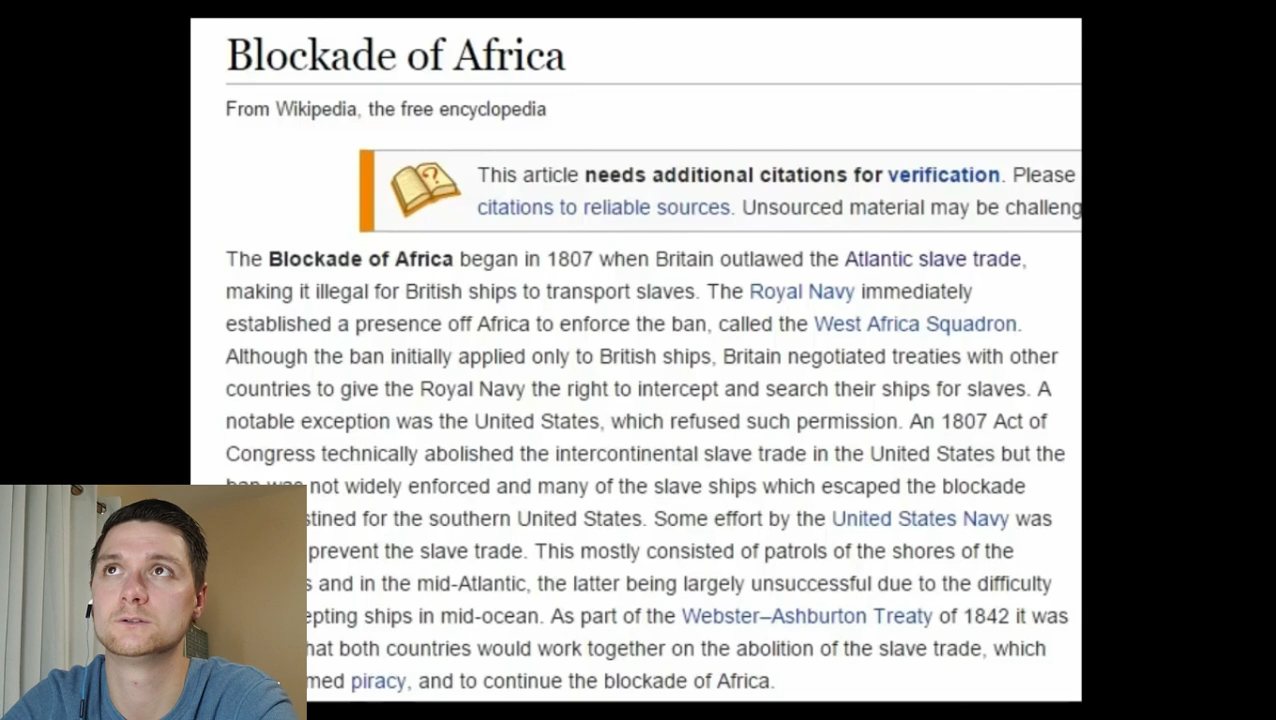 Blockade of Africa
From Wikipedia, the free encyclopedia
This article needs additional citations for verification. Please
citations to reliable sources. Unsourced material may be challeng
The Blockade of Africa began in 1807 when Britain outlawed the Atlantic slave trade,
making it illegal for British ships to transport slaves. The Royal Navy immediately
established a presence off Africa to enforce the ban, called the West Africa Squadron.
Although the ban initially applied only to British ships, Britain negotiated treaties with other
countries to give the Royal Navy the right to intercept and search their ships for slaves. A
notable exception was the United States, which refused such permission. An 1807 Act of
Congress technically abolished the intercontinental slave trade in the United States but the
ban was not widely enforced and many of the slave ships which escaped the blockade
stined for the southern United States. Some effort by the United States Navy was
prevent the slave trade. This mostly consisted of patrols of the shores of the
s and in the mid-Atlantic, the latter being largely unsuccessful due to the difficulty
epting ships in mid-ocean. As part of the Webster–Ashburton Treaty of 1842 it was
hat both countries would work together on the abolition of the slave trade, which
med piracy, and to continue the blockade of Africa.